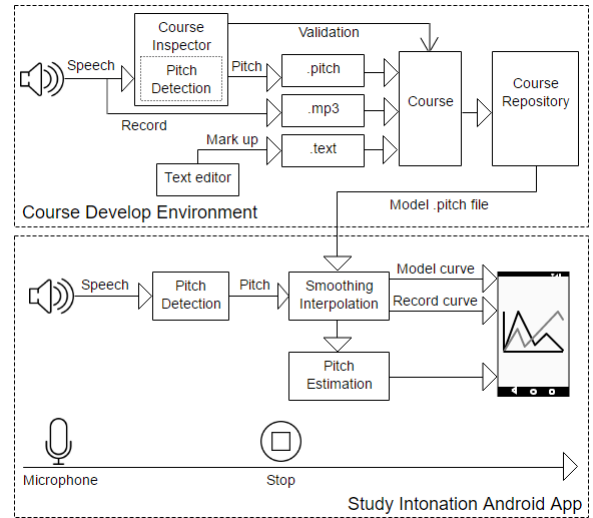 Course
Inspector
Validation
Speech
Pitch
Detection
Pitch
.pitch
Course
Course
Repository
.mp3
Record
Mark up
.text
Text editor
Course Develop Environment
Model .pitch file
Speech
Pitch
Detection
Pitch
Smoothing
Interpolation
Model curve
Record curve
Pitch
Estimation
Microphone
Stop
Study Intonation Android App